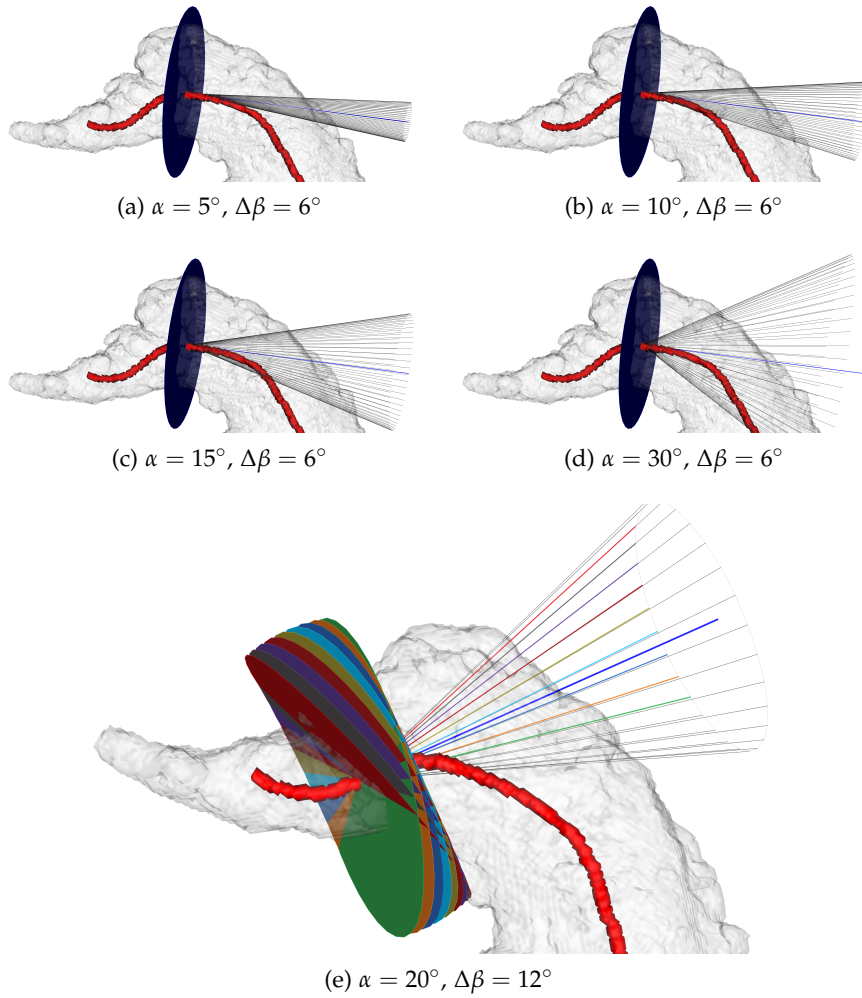 (a) α = 5°, Δβ = 6°
(b) α = 10°, Δβ = 6°
(c) α = 15°, Δβ = 6°
(d) α = 30°, Δβ = 6°
(e) α = 20°, Δβ = 12°